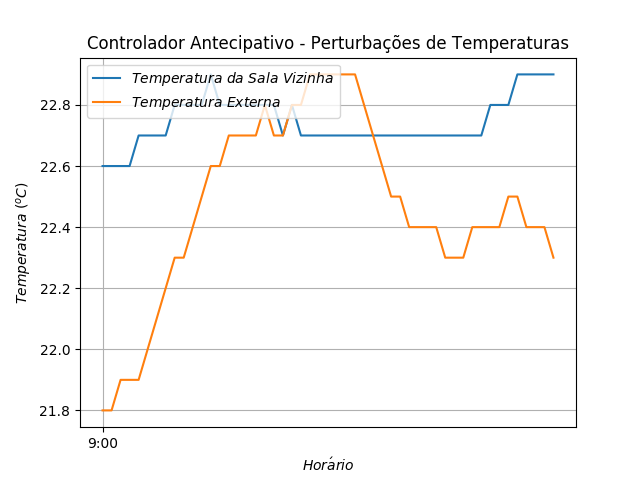 Controlador Antecipativo - Perturbações de Temperaturas
Temperatura da Sala Vizinha
Temperatura Externa
22.8
22.6
22.4
22.2
22.0
21.8
Temperatura (ºC)
9:00
Horário